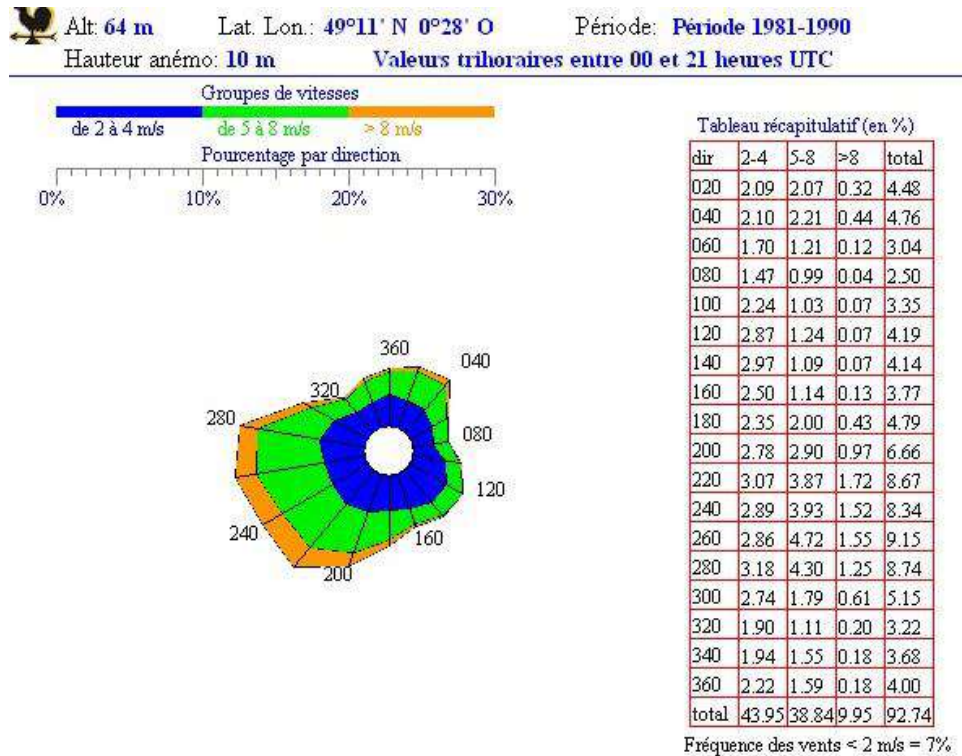 Alt: 64 m Lat. Lon.: 49°11' N 0°28' O Période: Période 1981-1990
Hauteur anémo: 10 m Valeurs trihoraires entre 00 et 21 heures UTC
Groupes de vitesses
de 2 à 4 m/s de 5 à 8 m/s > 8 m/s
Pourcentage par direction
0% 10% 20% 30%
360
040
320
280
080
120
240
160
200
Tableau récapitulatif (en %)
dir 2-4 5-8 >8 total
020 2.09 2.07 0.32 4.48
040 2.10 2.21 0.44 4.76
060 1.70 1.21 0.12 3.04
080 1.47 0.99 0.04 2.50
100 2.24 1.03 0.07 3.35
120 2.87 1.24 0.07 4.19
140 2.97 1.09 0.07 4.14
160 2.50 1.14 0.13 3.77
180 2.35 2.00 0.43 4.79
200 2.78 2.90 0.97 6.66
220 3.07 3.87 1.72 8.67
240 2.89 3.93 1.52 8.34
260 2.86 4.72 1.55 9.15
280 3.18 4.30 1.25 8.74
300 2.74 1.79 0.61 5.15
320 1.90 1.11 0.20 3.22
340 1.94 1.55 0.18 3.68
360 2.22 1.59 0.18 4.00
total 43.95 38.84 9.95 92.74
Fréquence des vents < 2 m/s = 7%